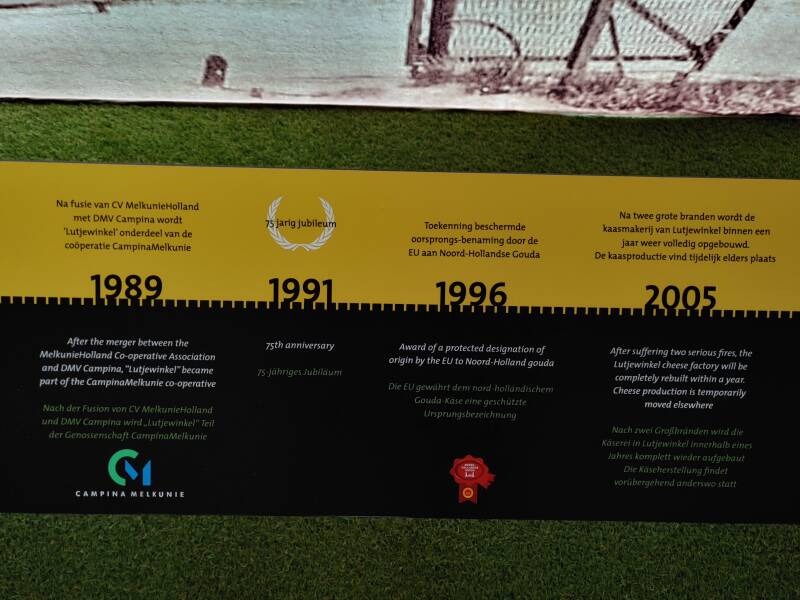 Na fusie van CV MelkunieHolland
met DMV Campina wordt
'Lutjewinkel' onderdeel van de
coöperatie CampinaMelkunie
1989
After the merger between the
MelkunieHolland Co-operative Association
and DMV Campina, "Lutjewinkel" became
part of the CampinaMelkunie co-operative
Nach der Fusion von CV MelkunieHolland
und DMV Campina wird „Lutjewinkel" Teil
der Genossenschaft CampinaMelkunie
CAMPINA MELKUNIE
75 jarig jubileum
1991
75th anniversary
75-jähriges Jubiläum
Toekenning beschermde
oorsprongs-benaming door de
EU aan Noord-Hollandse Gouda
1996
Award of a protected designation of
origin by the EU to Noord-Holland gouda
Die EU gewährt dem nord-holländischem
Gouda-Käse eine geschützte
Ursprungsbezeichnung
Na twee grote branden wordt de
kaasmakerij van Lutjewinkel binnen een
jaar weer volledig opgebouwd.
De kaasproductie vind tijdelijk elders plaats
2005
After suffering two serious fires, the
Lutjewinkel cheese factory will be
completely rebuilt within a year.
Cheese production is temporarily
moved elsewhere
Nach zwei Großbränden wird die
Käserei in Lutjewinkel innerhalb eines
Jahres komplett wieder aufgebaut
Die Käseherstellung findet
vorübergehend anderswo statt